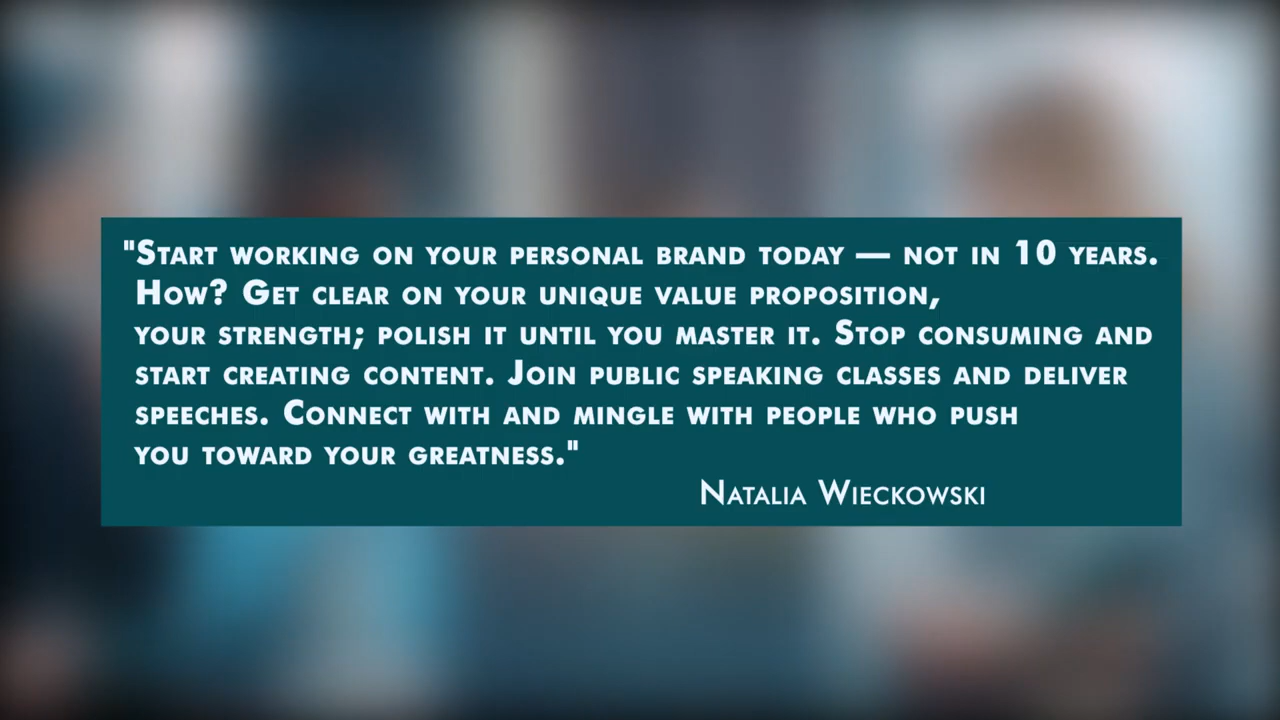 "Start working on your personal brand today — not in 10 years.
How? Get clear on your unique value proposition,
your strength; polish it until you master it. Stop consuming and
start creating content. Join public speaking classes and deliver
speeches. Connect with and mingle with people who push
you toward your greatness."
Natalia Wieckowski